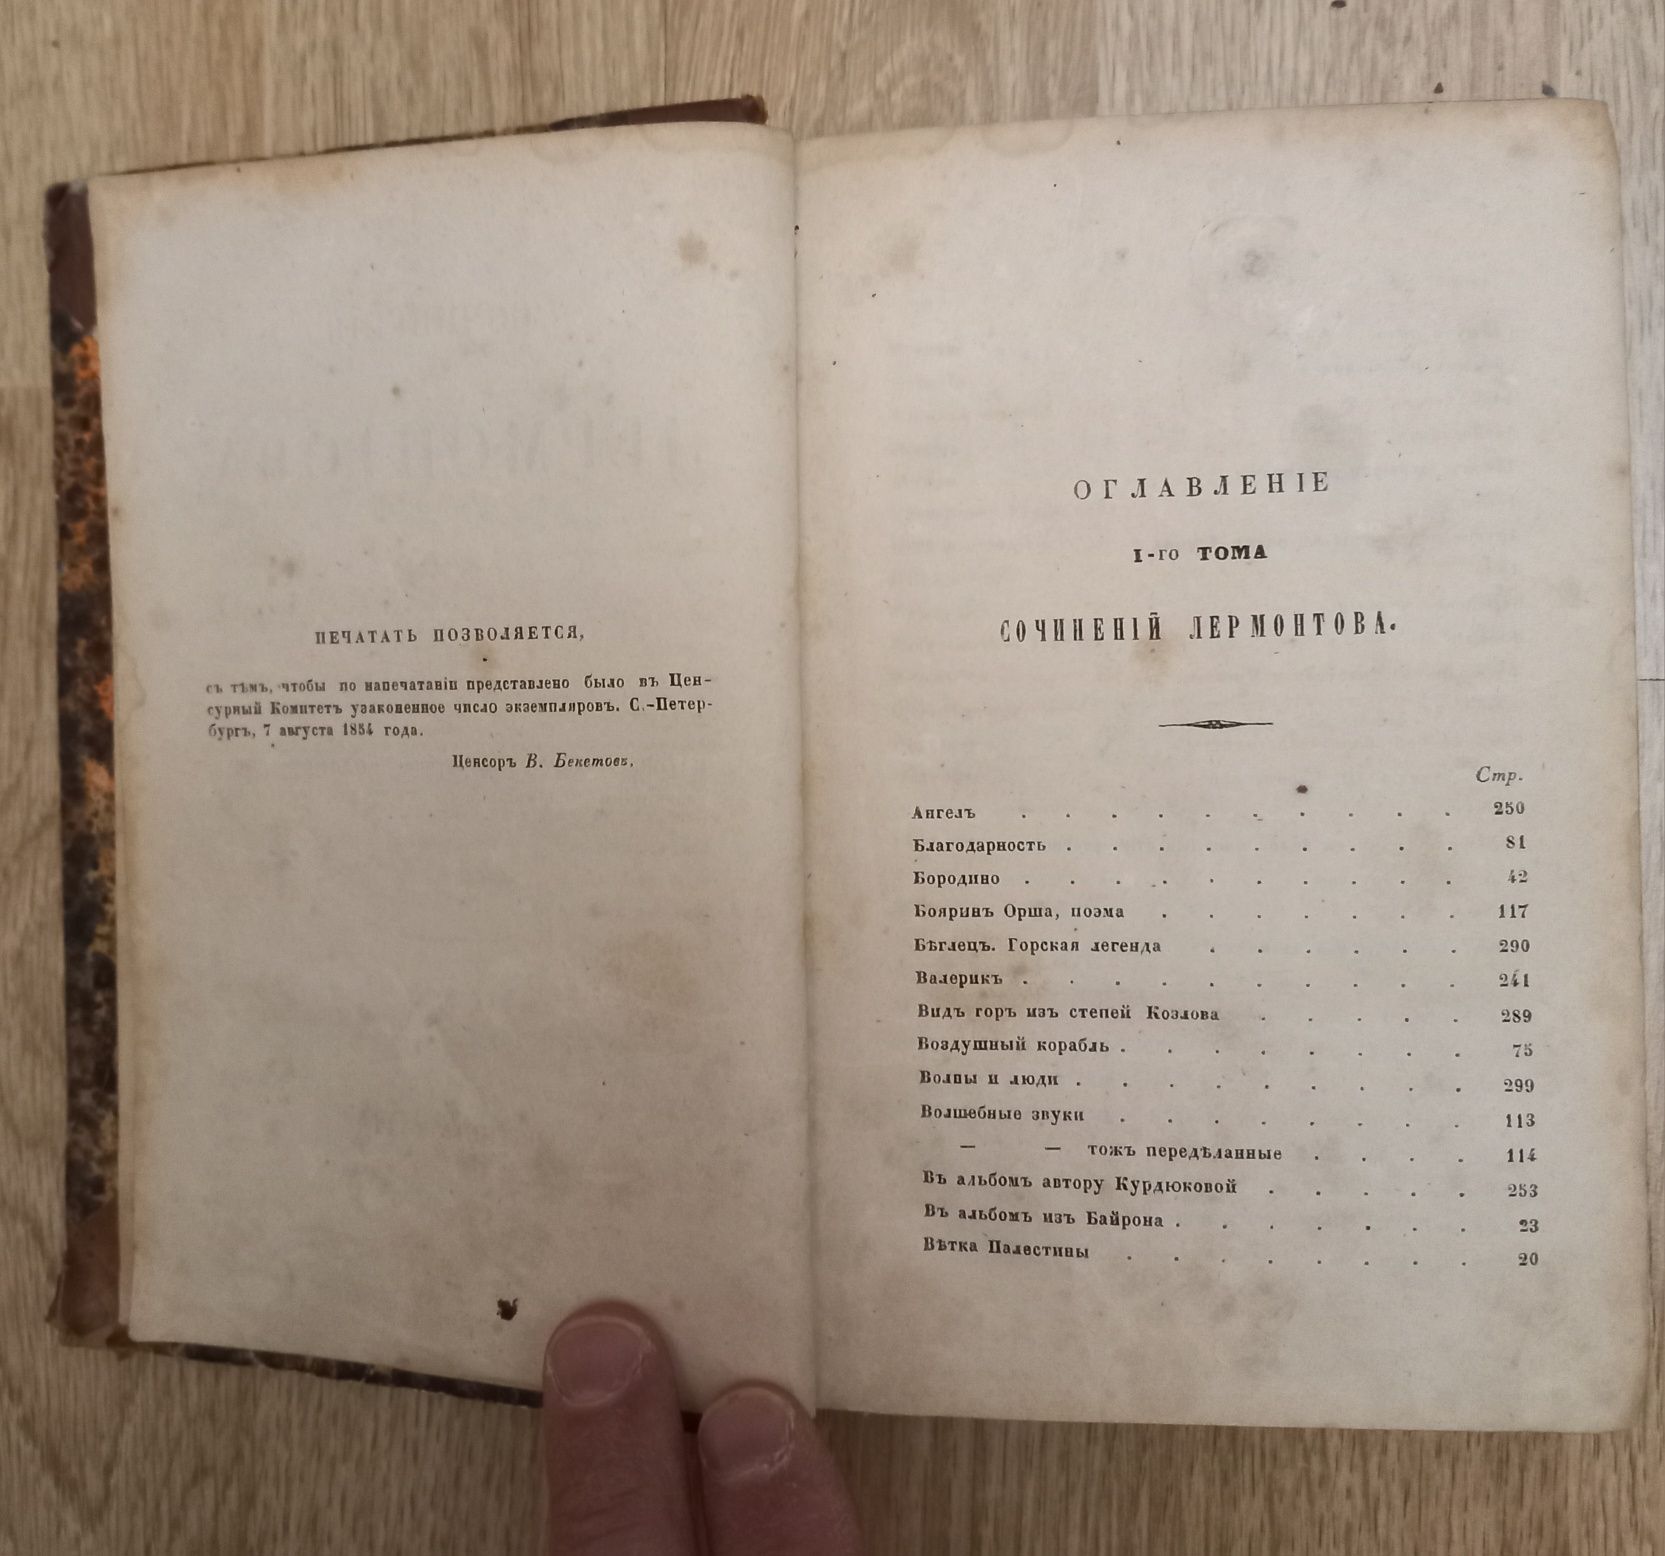 ПЕЧАТАТЬ ПОЗВОЛЯЕТСЯ,
съ тѣмъ, чтобы по напечатаніи представлено было въ Цен-
сурный Комитетъ узаконенное число экземпляровъ. С.-Петер-
бургъ, 7 августа 1854 года.
Ценсоръ В. Бекетовъ.
ОГЛАВЛЕНІЕ
I-го ТОМА
СОЧИНЕНІЙ ЛЕРМОНТОВА.
Стр.
Ангелъ . . . . . . . . . . 250
Благодарность . . . . . . . . . 81
Бородино . . . . . . . . . . 42
Бояринъ Орша, поэма . . . . . . . 117
Бѣглецъ. Горская легенда . . . . . . 290
Валерикъ . . . . . . . . . . 241
Видъ горъ изъ степей Козлова . . . . . 289
Воздушный корабль . . . . . . . . 75
Волны и люди . . . . . . . . . 299
Волшебные звуки . . . . . . . . 113
— — тожъ передѣланные . . . . 114
Въ альбомъ автору Курдюковой . . . . . 253
Въ альбомъ изъ Байрона . . . . . . . 23
Вѣтка Палестины . . . . . . . . 20